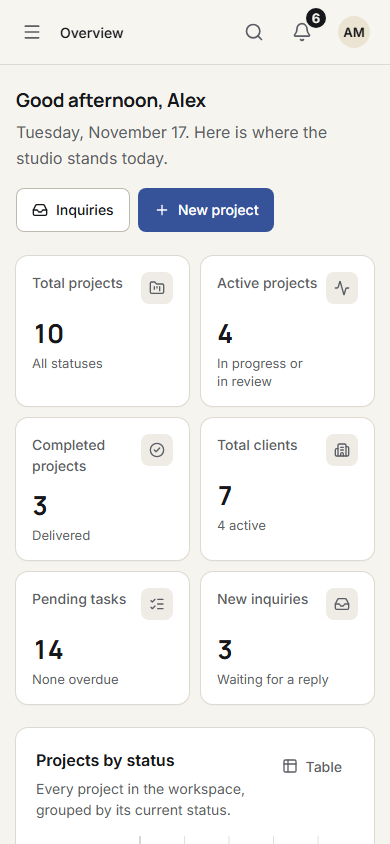 Overview
6
AM
Good afternoon, Alex
Tuesday, November 17. Here is where the
studio stands today.
Inquiries
New project
Total projects
10
All statuses
Active projects
4
In progress or
in review
Completed
projects
3
Delivered
Total clients
7
4 active
Pending tasks
14
None overdue
New inquiries
3
Waiting for a reply
Projects by status
Table
Every project in the workspace,
grouped by its current status.